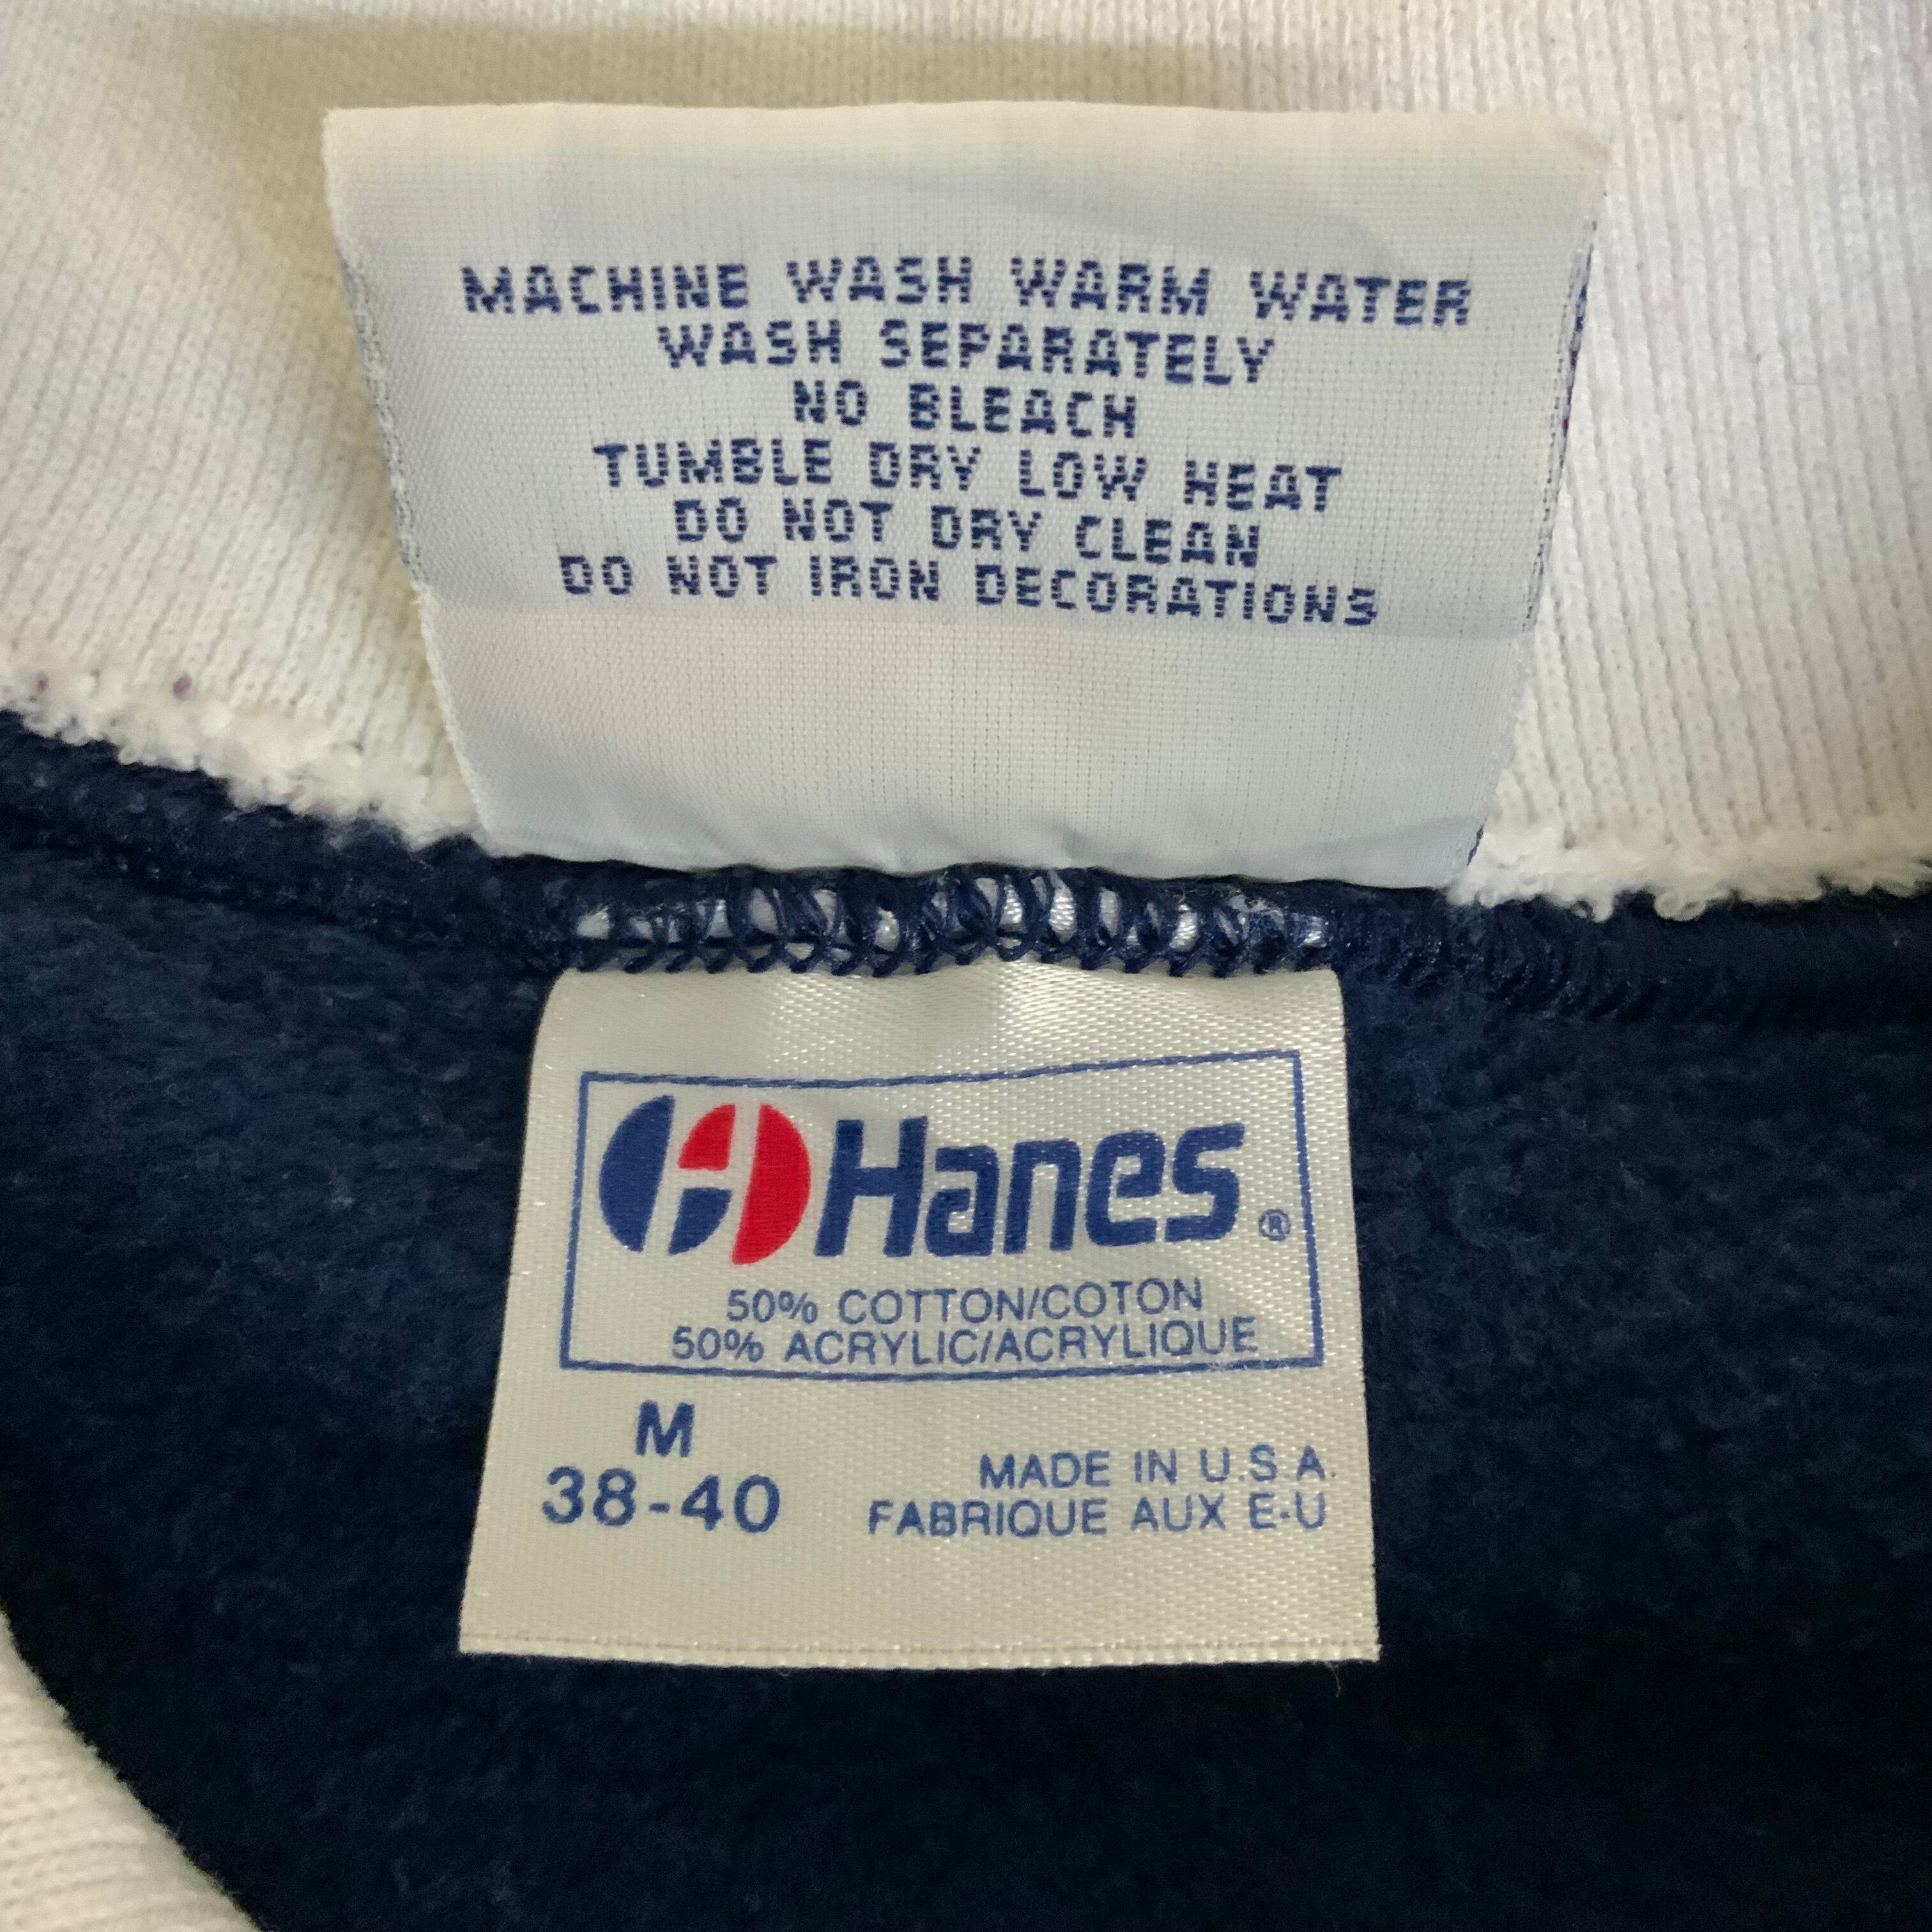 MACHINE WASH WARM WATER
WASH SEPARATELY
NO BLEACH
TUMBLE DRY LOW HEAT
DO NOT DRY CLEAN
DO NOT IRON DECORATIONS
Hanes®
50% COTTON/COTON
50% ACRYLIC/ACRYLIQUE
M
38-40
MADE IN U.S.A.
FABRIQUE AUX E-U